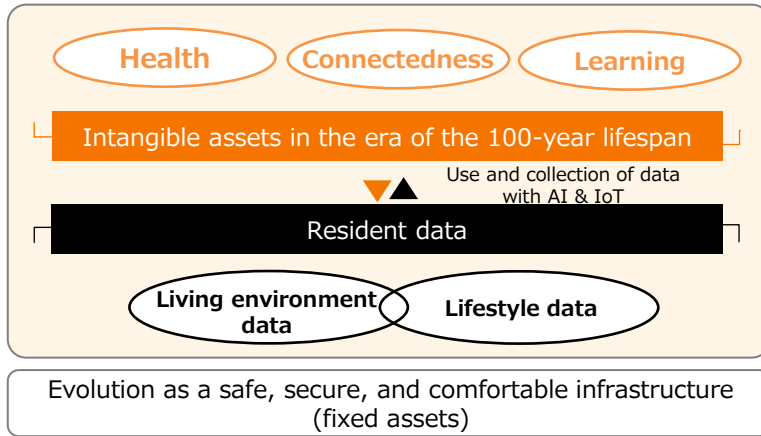 Health
Connectedness
Learning
Intangible assets in the era of the 100-year lifespan
Use and collection of data
with AI & IoT
Resident data
Living environment
data
Lifestyle data
Evolution as a safe, secure, and comfortable infrastructure
(fixed assets)